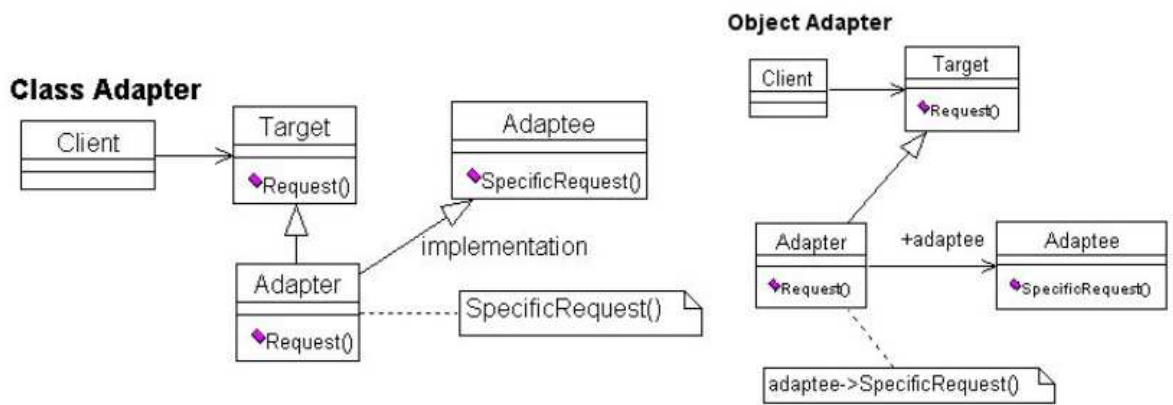 Class Adapter
Client
Target
Request()
Adaptee
SpecificRequest()
implementation
Adapter
Request()
SpecificRequest()
Object Adapter
Client
Target
Request()
Adapter
Request()
+adaptee
Adaptee
SpecificRequest()
adaptee->SpecificRequest()